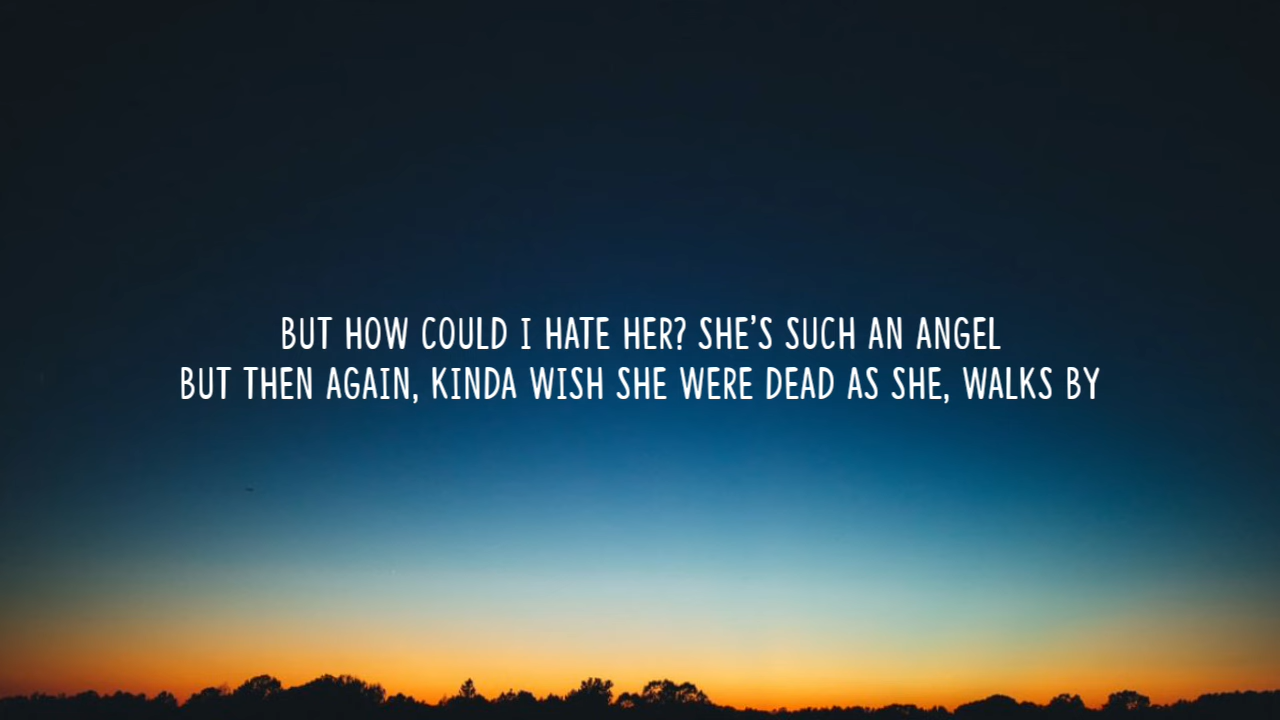 BUT HOW COULD I HATE HER? SHE'S SUCH AN ANGEL
BUT THEN AGAIN, KINDA WISH SHE WERE DEAD AS SHE, WALKS BY